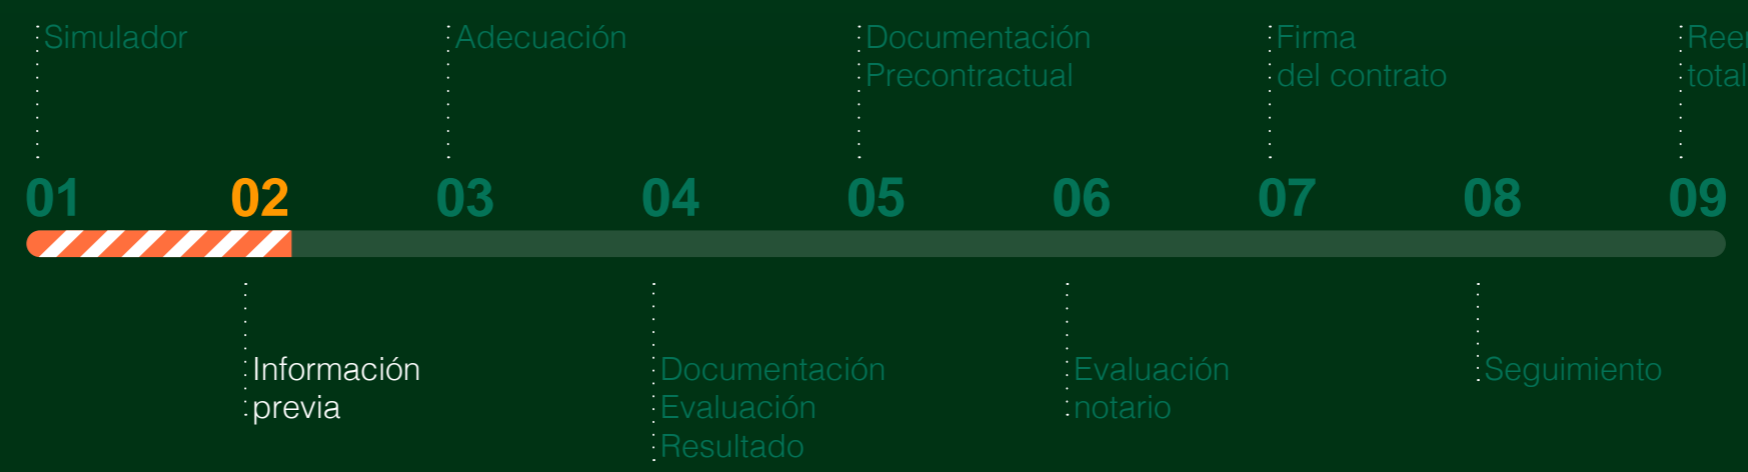 Simulador
Adecuación
Documentación
Precontractual
Firma
del contrato
total
01 02 03 04 05 06 07 08 09
Información
previa
Documentación
Evaluación
Resultado
Evaluación
notario
Seguimiento